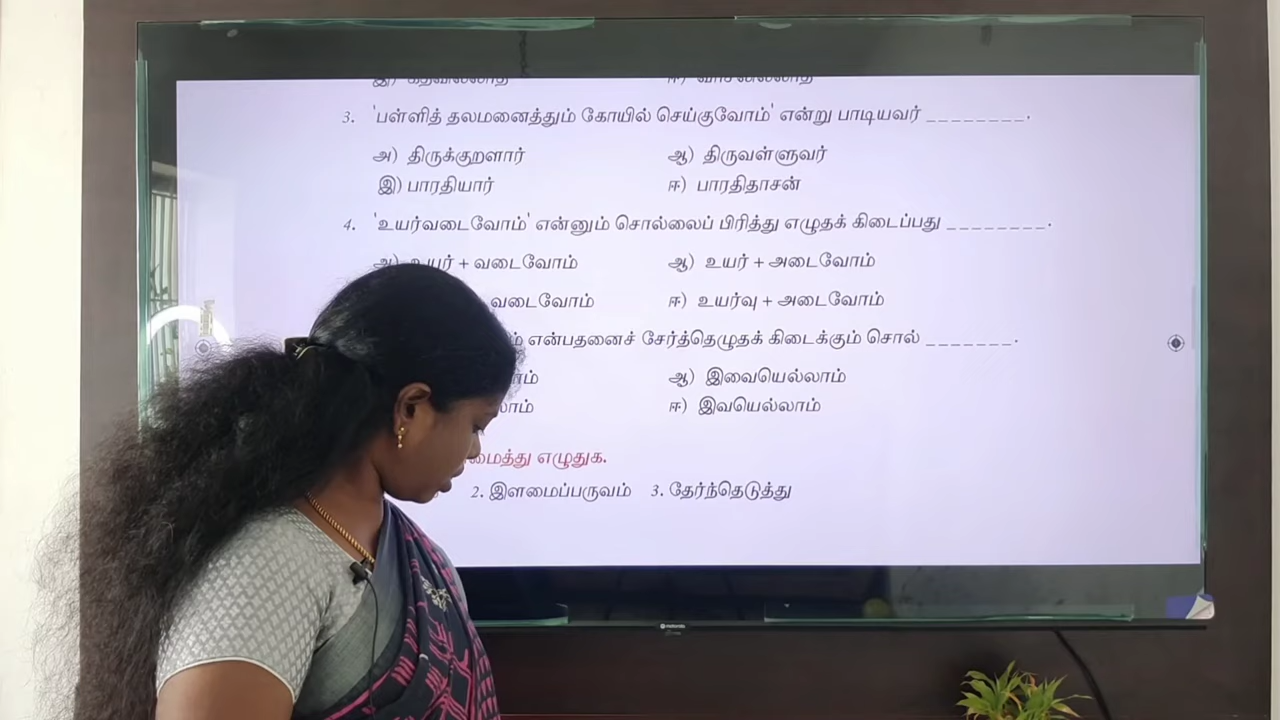 3. 'பள்ளித் தலமனைத்தும் கோயில் செய்குவோம்' என்று பாடியவர் ________.
அ) திருக்குறளார் ஆ) திருவள்ளுவர்
இ) பாரதியார் ஈ) பாரதிதாசன்
4. 'உயர்வடைவோம்' என்னும் சொல்லைப் பிரித்து எழுதக் கிடைப்பது ________.
அ) உயர் + வடைவோம் ஆ) உயர் + அடைவோம்
வடைவோம் ஈ) உயர்வு + அடைவோம்
என்பதனைச் சேர்த்தெழுதக் கிடைக்கும் சொல் _______.
ஆ) இவையெல்லாம்
ஈ) இவயெல்லாம்
எழுதுக.
2. இளமைப்பருவம் 3. தேர்ந்தெடுத்து
motorola